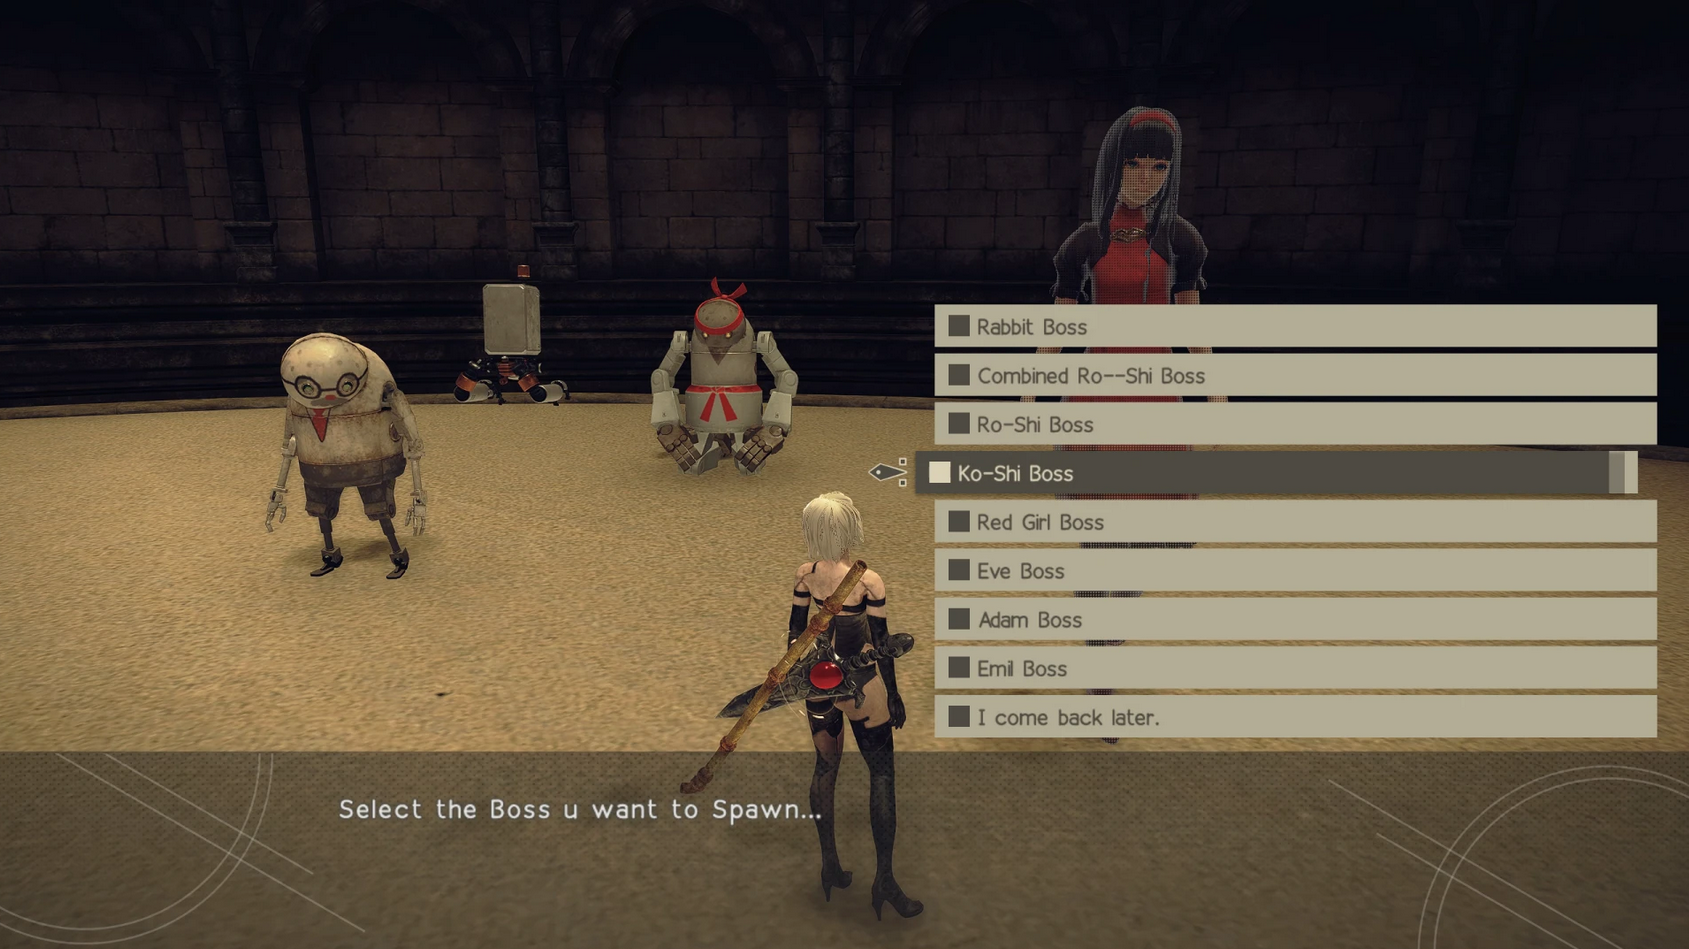 Rabbit Boss
Combined Ro--Shi Boss
Ro-Shi Boss
Ko-Shi Boss
Red Girl Boss
Eve Boss
Adam Boss
Emil Boss
I come back later.
Select the Boss u want to Spawn...